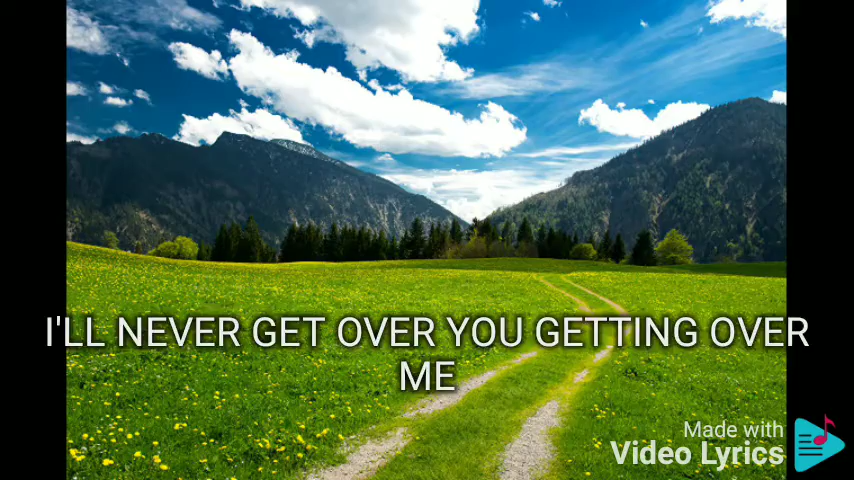 I'LL NEVER GET OVER YOU GETTING OVER
ME
Made with
Video Lyrics